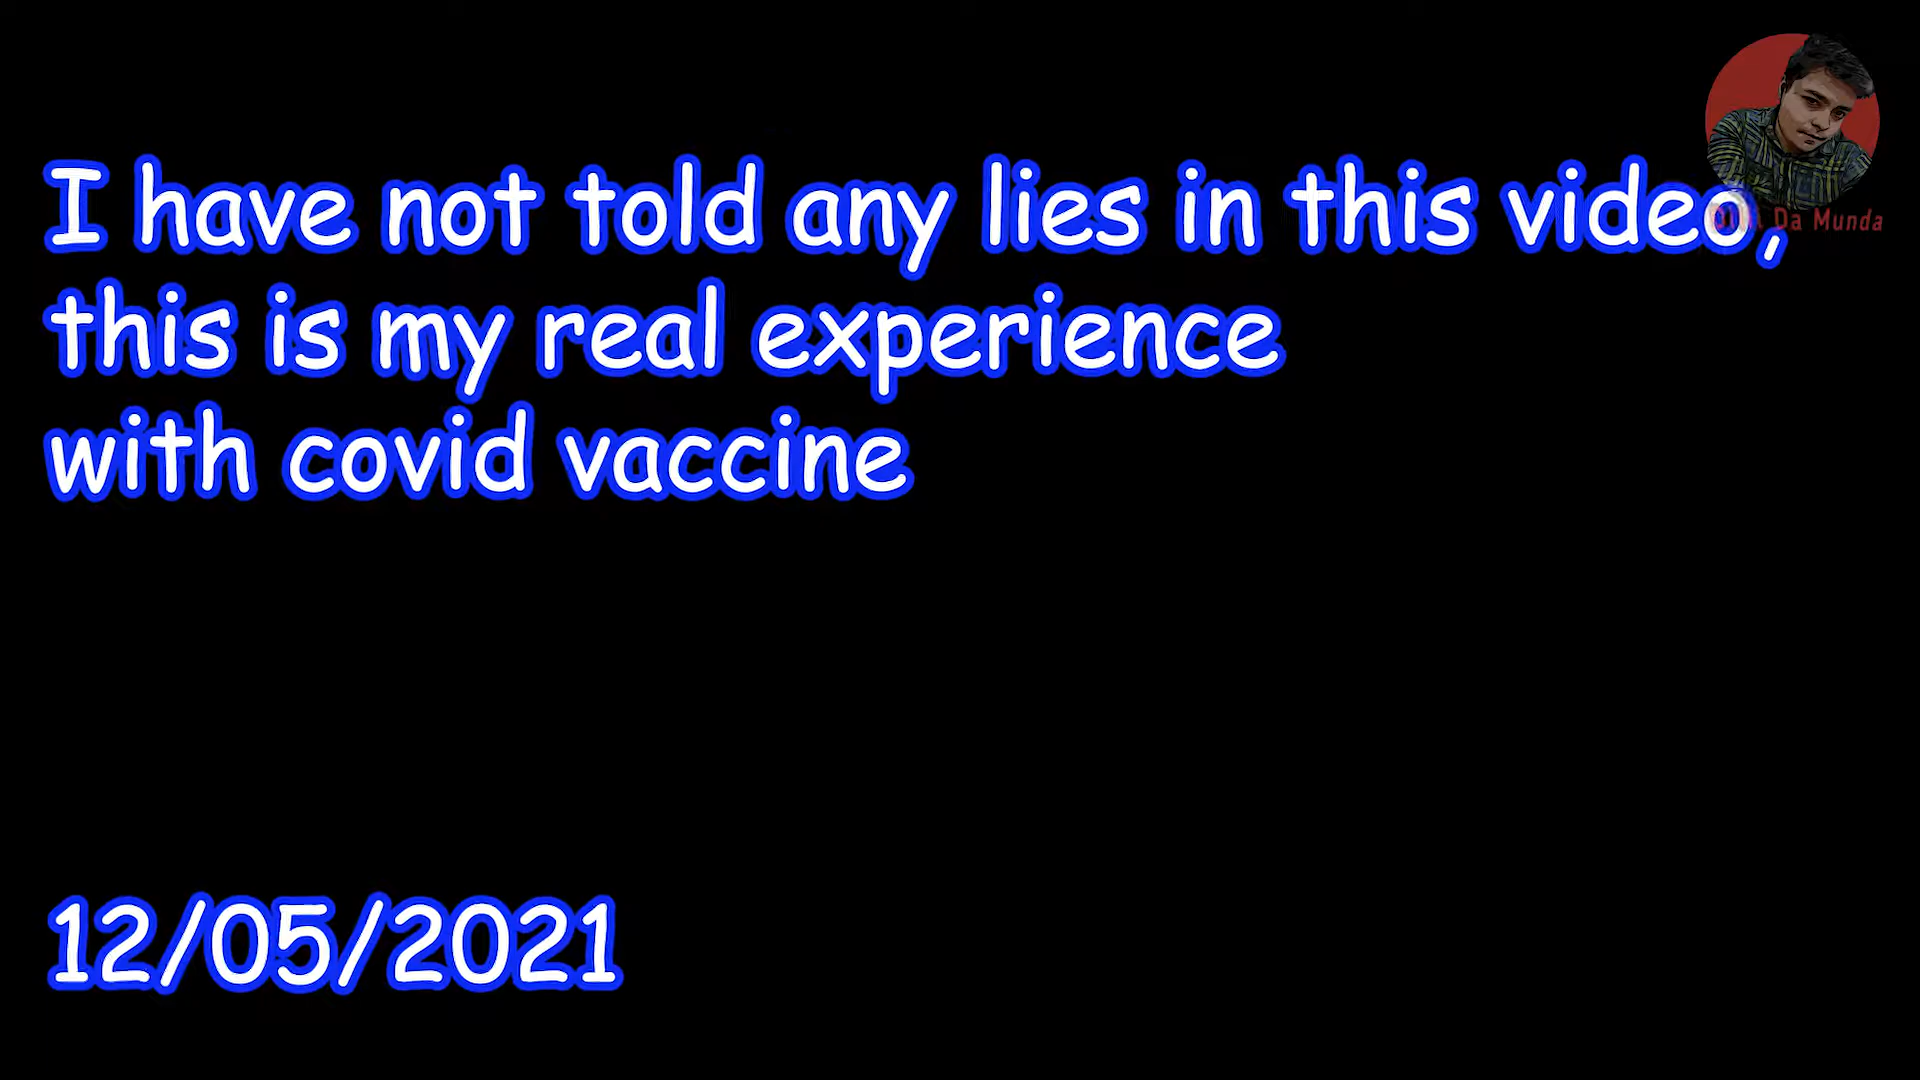 I have not told any lies in this video,
this is my real experience
with covid vaccine
Da Munda
12/05/2021